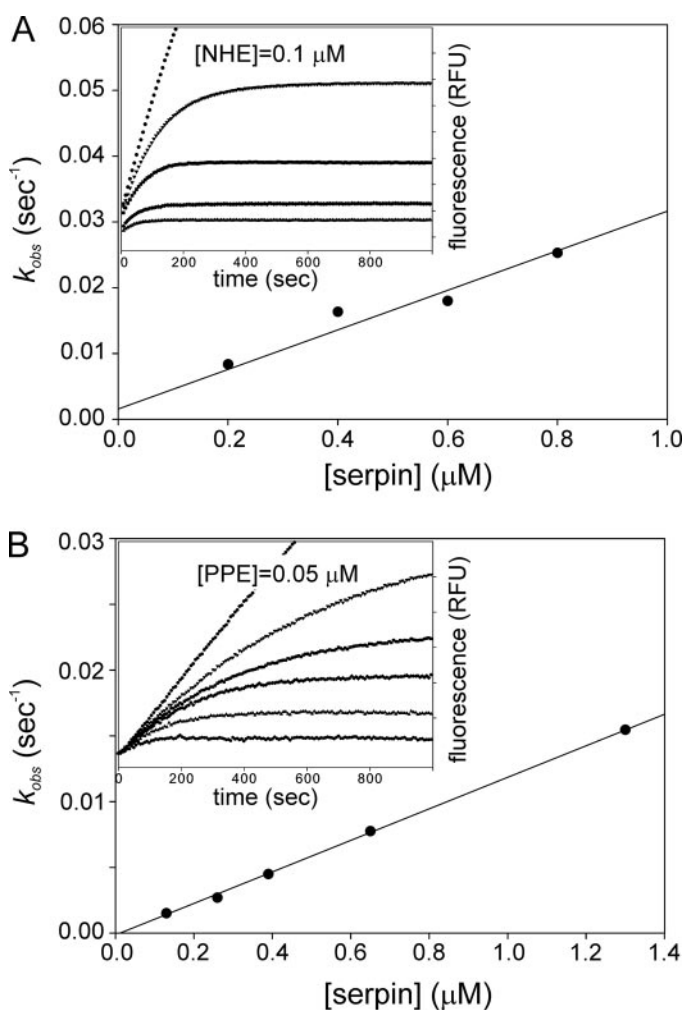 A
0.06
0.05
0.04
0.03
0.02
0.01
0.00
k_obs (sec⁻¹)
[NHE]=0.1 μM
fluorescence (RFU)
0 200 400 600 800
time (sec)
0.0 0.2 0.4 0.6 0.8 1.0
[serpin] (μM)
B
0.03
0.02
0.01
0.00
k_obs (sec⁻¹)
[PPE]=0.05 μM
fluorescence (RFU)
0 200 400 600 800
time (sec)
0.0 0.2 0.4 0.6 0.8 1.0 1.2 1.4
[serpin] (μM)